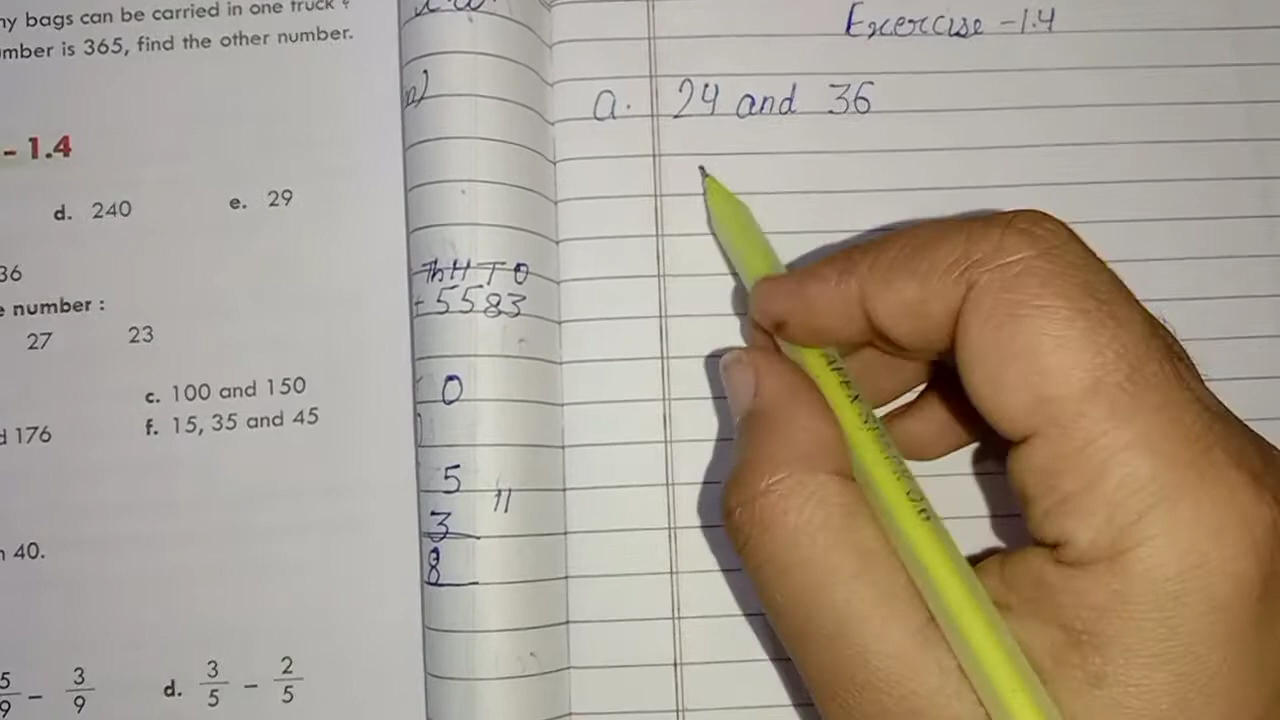 ny bags can be carried in one truck ?
mber is 365, find the other number.
- 1.4
d. 240 e. 29
36
e number :
27 23
c. 100 and 150
d 176 f. 15, 35 and 45
n 40.
5/9 - 3/9 d. 3/5 - 2/5
Th H T O
+5583
0
5 "
3
8
Excercise - 1.4
a. 24 and 36